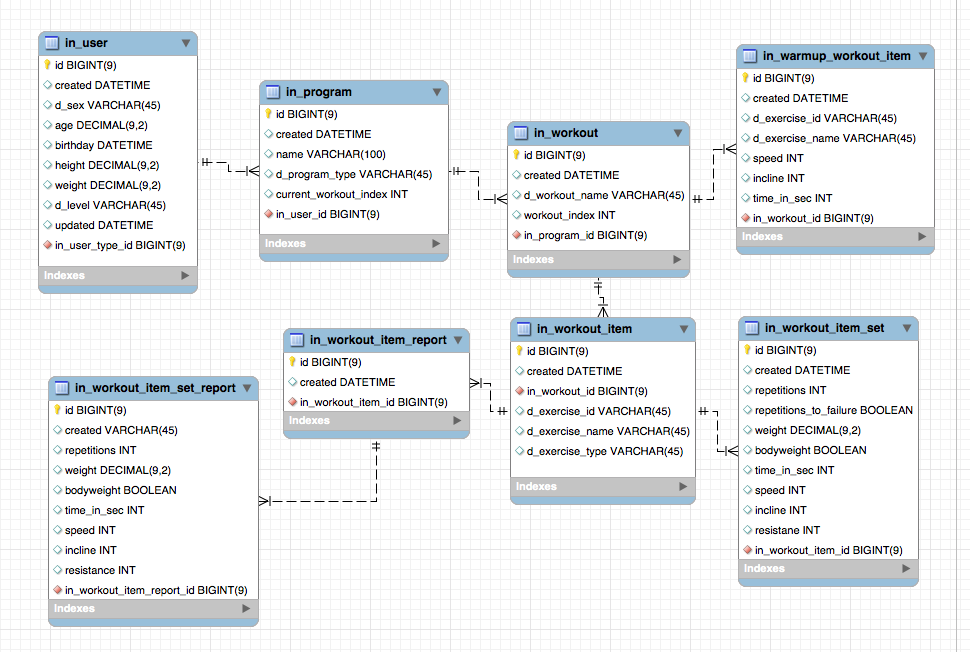 in_user
id BIGINT(9)
created DATETIME
d_sex VARCHAR(45)
age DECIMAL(9,2)
birthday DATETIME
height DECIMAL(9,2)
weight DECIMAL(9,2)
d_level VARCHAR(45)
updated DATETIME
in_user_type_id BIGINT(9)
Indexes
in_program
id BIGINT(9)
created DATETIME
name VARCHAR(100)
d_program_type VARCHAR(45)
current_workout_index INT
in_user_id BIGINT(9)
Indexes
in_workout
id BIGINT(9)
created DATETIME
d_workout_name VARCHAR(45)
workout_index INT
in_program_id BIGINT(9)
Indexes
in_warmup_workout_item
id BIGINT(9)
created DATETIME
d_exercise_id VARCHAR(45)
d_exercise_name VARCHAR(45)
speed INT
incline INT
time_in_sec INT
in_workout_id BIGINT(9)
Indexes
in_workout_item_set_report
id BIGINT(9)
created VARCHAR(45)
repetitions INT
weight DECIMAL(9,2)
bodyweight BOOLEAN
time_in_sec INT
speed INT
incline INT
resistance INT
in_workout_item_report_id BIGINT(9)
Indexes
in_workout_item_report
id BIGINT(9)
created DATETIME
in_workout_item_id BIGINT(9)
Indexes
in_workout_item
id BIGINT(9)
created DATETIME
in_workout_id BIGINT(9)
d_exercise_id VARCHAR(45)
d_exercise_name VARCHAR(45)
d_exercise_type VARCHAR(45)
Indexes
in_workout_item_set
id BIGINT(9)
created DATETIME
repetitions INT
repetitions_to_failure BOOLEAN
weight DECIMAL(9,2)
bodyweight BOOLEAN
time_in_sec INT
speed INT
incline INT
resistane INT
in_workout_item_id BIGINT(9)
Indexes